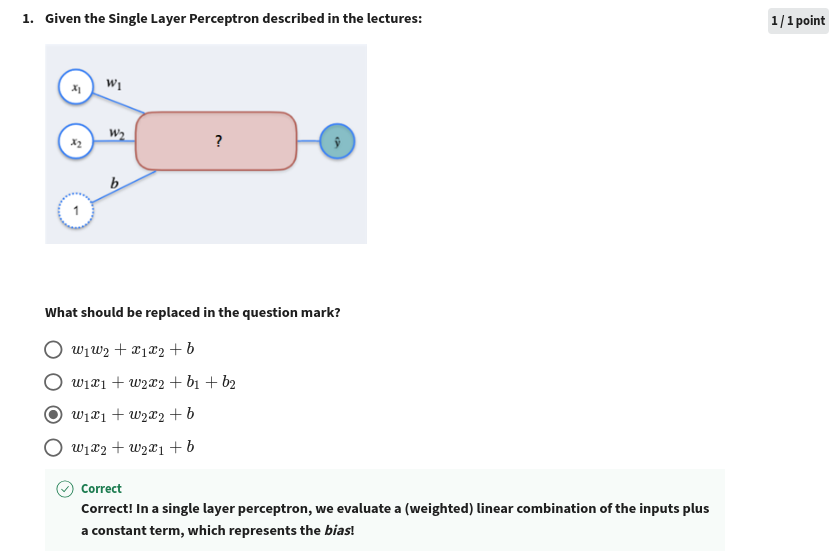 1. Given the Single Layer Perceptron described in the lectures:
1 / 1 point
x₁ w₁
x₂ w₂ ? ŷ
b
1
What should be replaced in the question mark?
w₁w₂ + x₁x₂ + b
w₁x₁ + w₂x₂ + b₁ + b₂
w₁x₁ + w₂x₂ + b
w₁x₂ + w₂x₁ + b
Correct
Correct! In a single layer perceptron, we evaluate a (weighted) linear combination of the inputs plus
a constant term, which represents the bias!